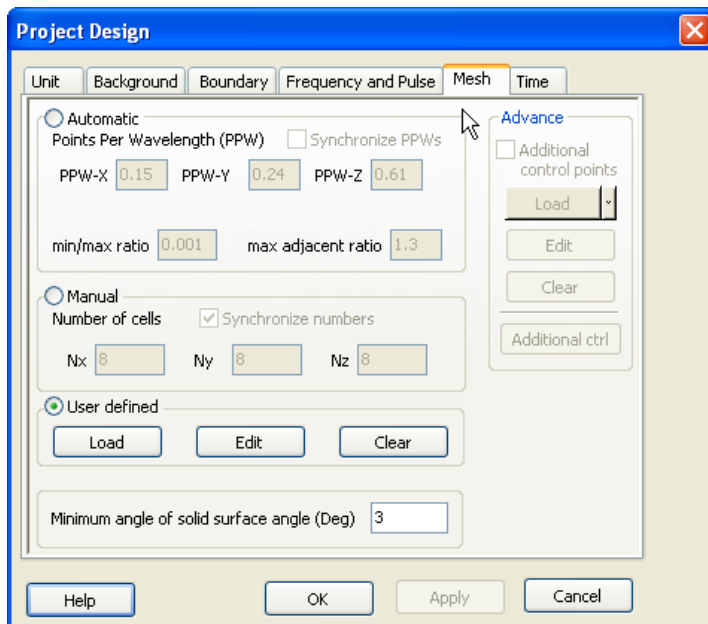 Project Design
Unit Background Boundary Frequency and Pulse Mesh Time
Automatic
Points Per Wavelength (PPW) Synchronize PPWs
PPW-X 0.15 PPW-Y 0.24 PPW-Z 0.61
min/max ratio 0.001 max adjacent ratio 1.3
Manual
Number of cells Synchronize numbers
Nx 8 Ny 8 Nz 8
User defined
Load Edit Clear
Minimum angle of solid surface angle (Deg) 3
Advance
Additional
control points
Load
Edit
Clear
Additional ctrl
Help OK Apply Cancel